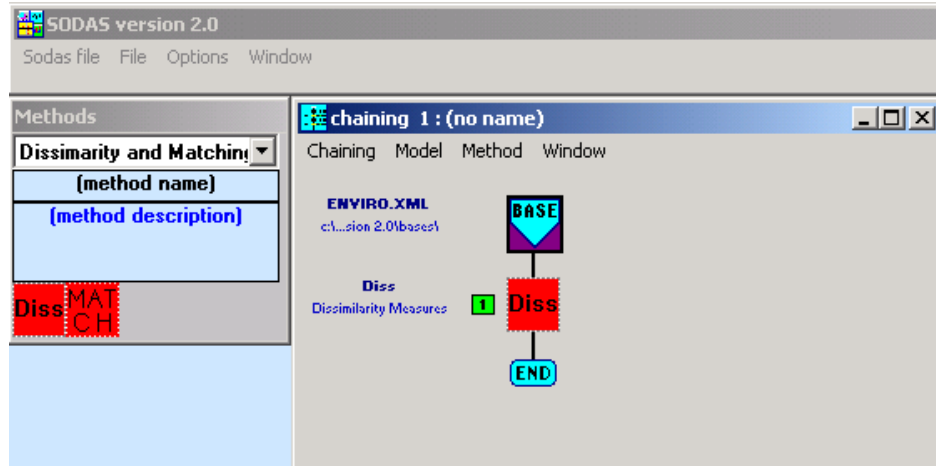 SODAS version 2.0
Sodas file File Options Window
Methods
Dissimarity and Matching
(method name)
(method description)
Diss MAT
CH
chaining 1 : (no name)
Chaining Model Method Window
ENVIRO.XML
c:\...sion 2.0\bases\
BASE
Diss
Dissimilarity Measures
1
Diss
END